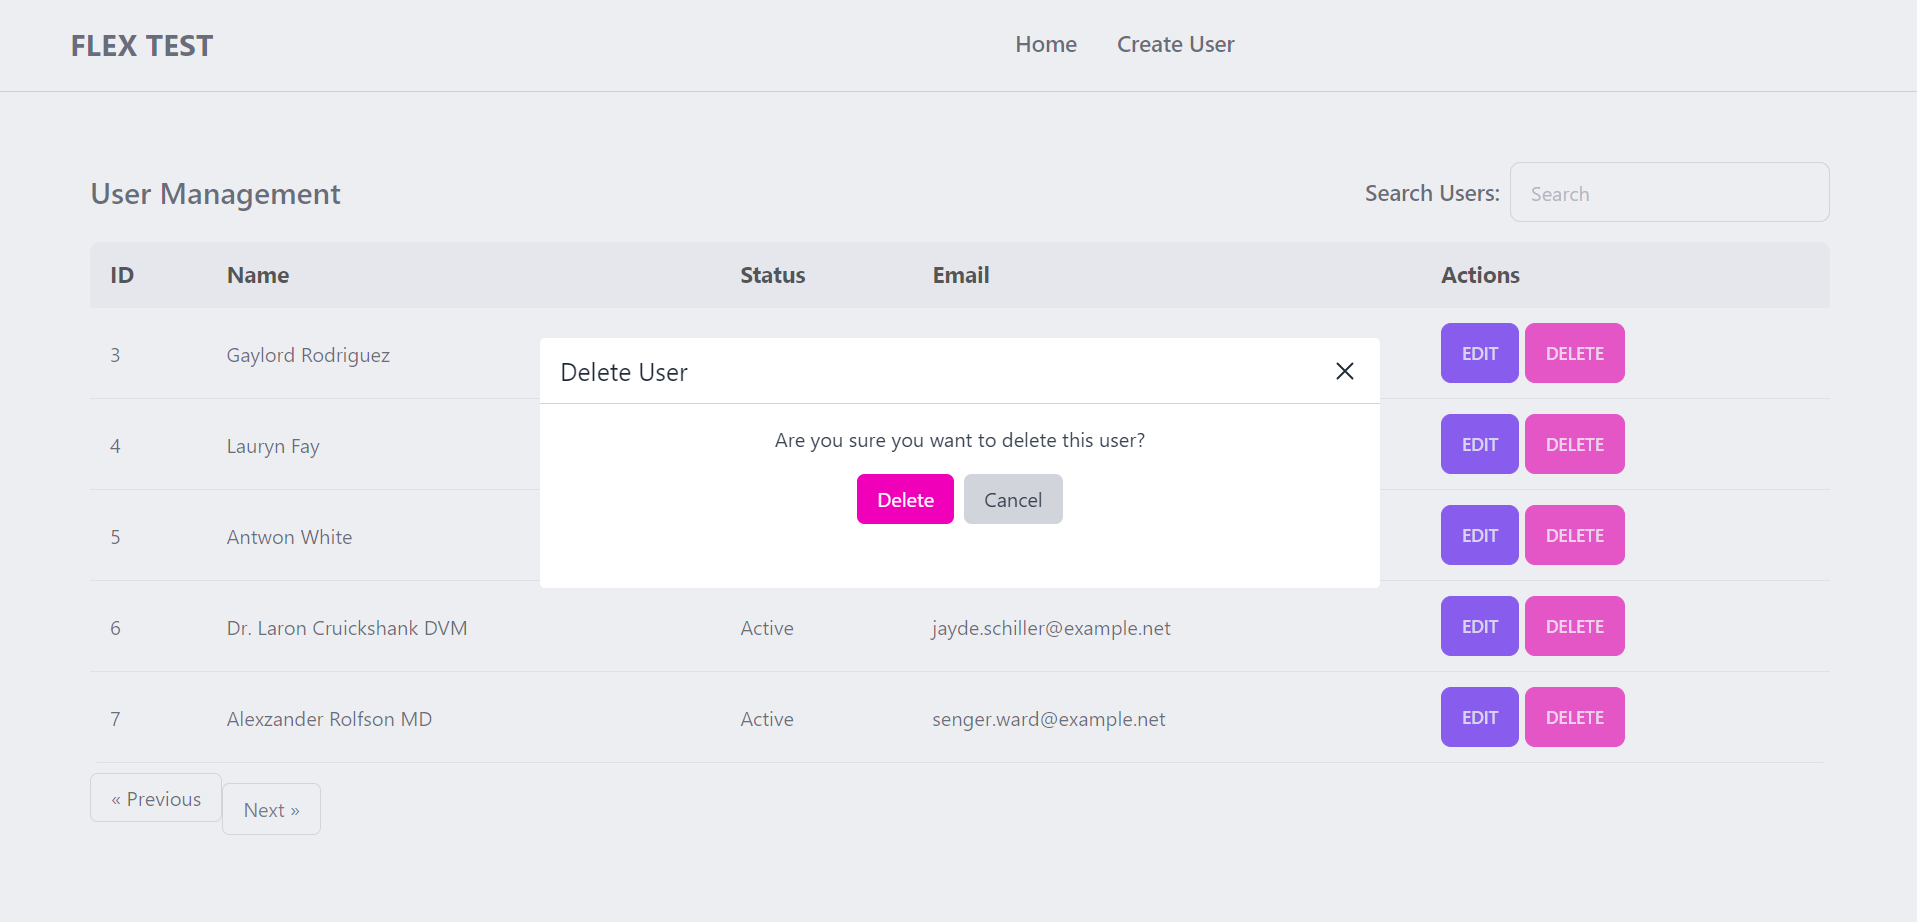 FLEX TEST Home Create User
User Management Search Users: Search
ID Name Status Email Actions
3 Gaylord Rodriguez EDIT DELETE
Delete User
4 Lauryn Fay EDIT DELETE
Are you sure you want to delete this user?
Delete Cancel
5 Antwon White EDIT DELETE
6 Dr. Laron Cruickshank DVM Active jayde.schiller@example.net EDIT DELETE
7 Alexzander Rolfson MD Active senger.ward@example.net EDIT DELETE
« Previous Next »